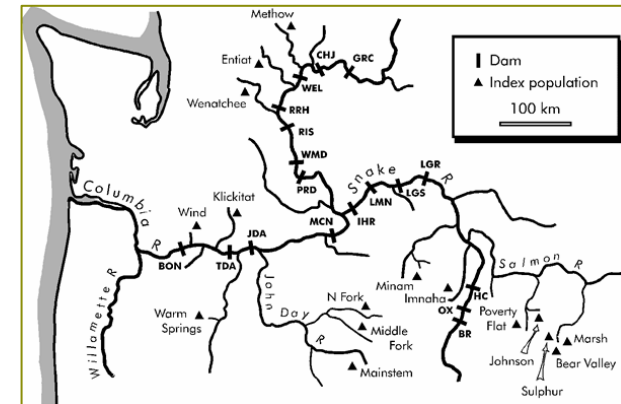 Methow
CHJ
GRC
Entiat
WEL
Wenatchee
RRH
RIS
WMD
PRD
Dam
Index population
100 km
Snake R
LGR
LGS
LMN
IHR
MCN
Columbia R
Klickitat
Wind
JDA
BON
TDA
Willamette R
Warm Springs
John Day R
N Fork
Middle Fork
Mainstem
Minam
Imnaha
Salmon R
HC
OX
BR
Poverty Flat
Johnson
Sulphur
Marsh
Bear Valley